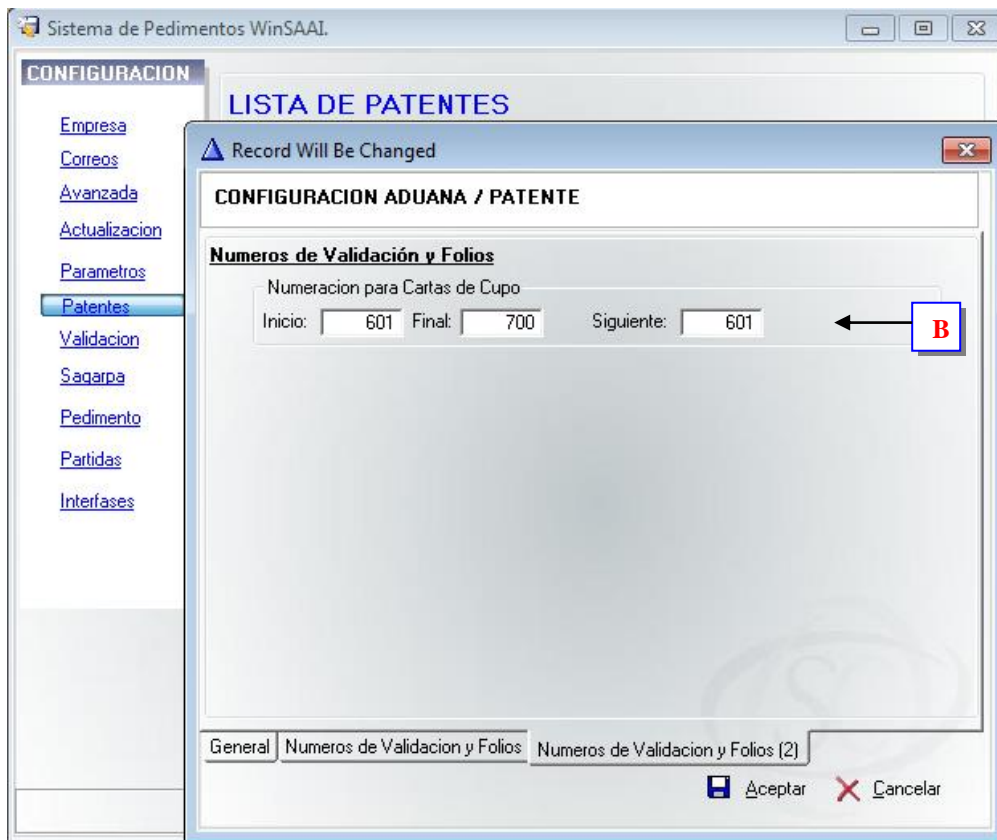 Sistema de Pedimentos WinSAAI.
CONFIGURACION
Empresa
Correos
Avanzada
Actualizacion
Parametros
Patentes
Validacion
Sagarpa
Pedimento
Partidas
Interfases
LISTA DE PATENTES
Record Will Be Changed
CONFIGURACION ADUANA / PATENTE
Numeros de Validación y Folios
Numeracion para Cartas de Cupo
Inicio: 601 Final: 700 Siguiente: 601
B
General Numeros de Validacion y Folios Numeros de Validacion y Folios (2)
Aceptar Cancelar